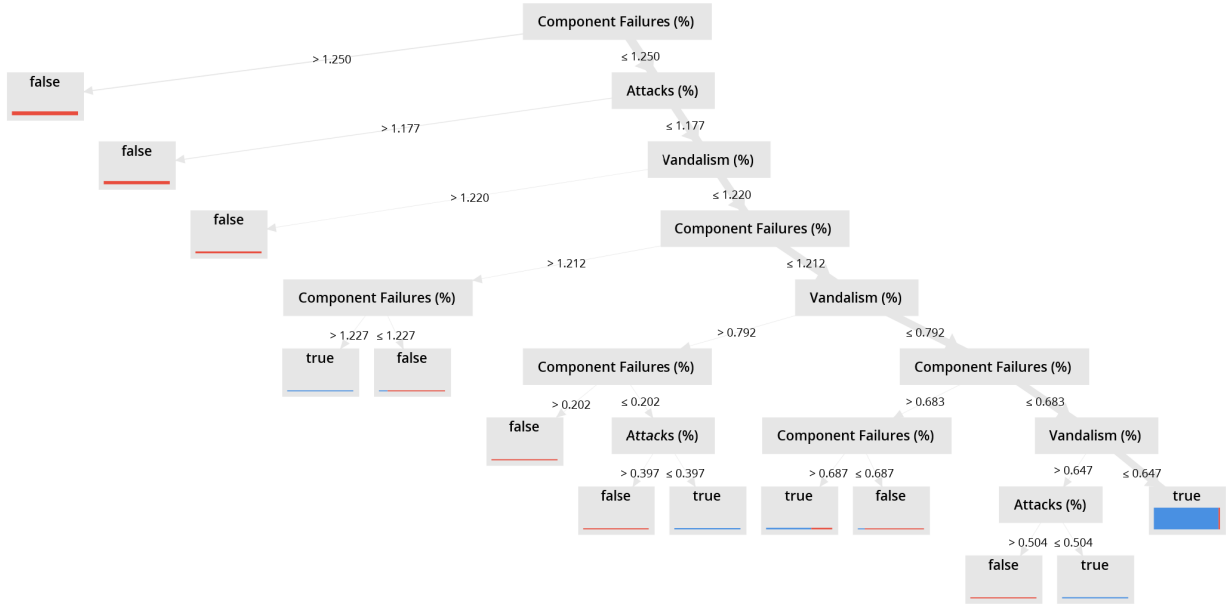 Component Failures (%)
> 1.250
≤ 1.250
false
Attacks (%)
> 1.177
≤ 1.177
false
Vandalism (%)
> 1.220
≤ 1.220
false
Component Failures (%)
> 1.212
≤ 1.212
Component Failures (%)
Vandalism (%)
> 1.227
≤ 1.227
> 0.792
≤ 0.792
true
false
Component Failures (%)
Component Failures (%)
> 0.202
≤ 0.202
> 0.683
≤ 0.683
false
Attacks (%)
Component Failures (%)
Vandalism (%)
> 0.397
≤ 0.397
> 0.687
≤ 0.687
> 0.647
≤ 0.647
false
true
true
false
Attacks (%)
true
> 0.504
≤ 0.504
false
true